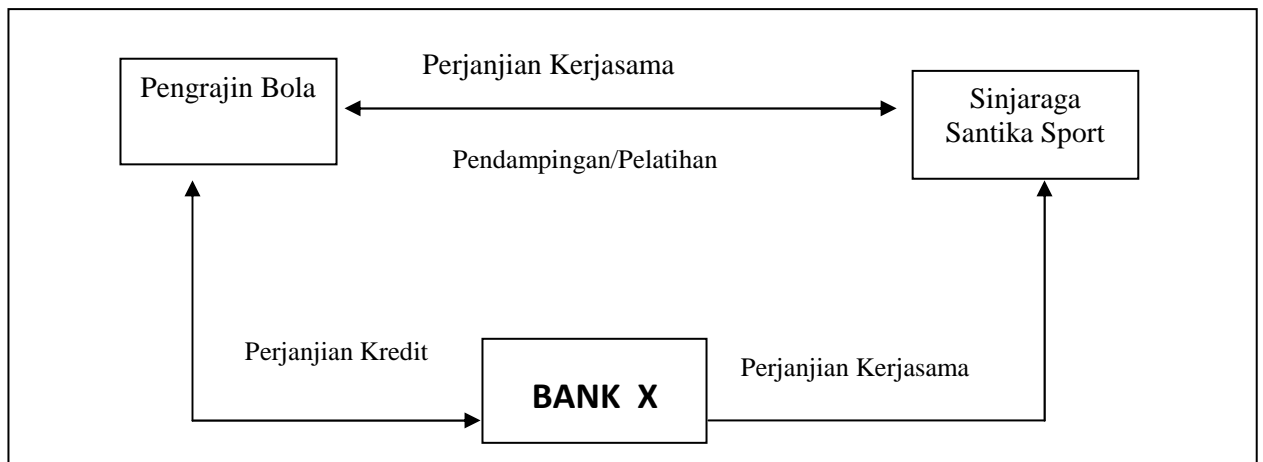 Perjanjian Kerjasama
Pengrajin Bola
Sinjaraga
Santika Sport
Pendampingan/Pelatihan
Perjanjian Kredit
BANK X
Perjanjian Kerjasama